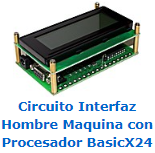 Circuito Interfaz
Hombre Maquina con
Procesador BasicX24